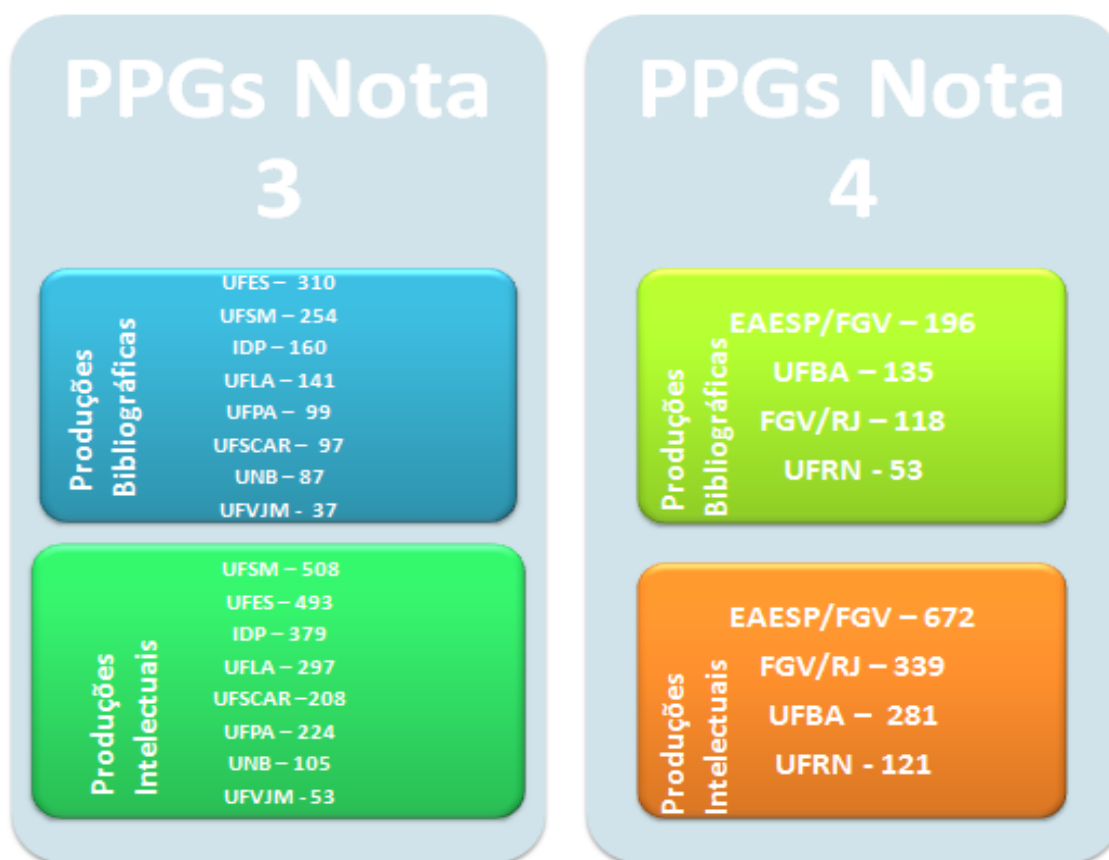 PPGs Nota
3
Produções
Bibliográficas
UFES – 310
UFSM – 254
IDP – 160
UFLA – 141
UFPA – 99
UFSCAR – 97
UNB – 87
UFVJM - 37
Produções
Intelectuais
UFSM – 508
UFES – 493
IDP – 379
UFLA – 297
UFSCAR –208
UFPA – 224
UNB – 105
UFVJM - 53
PPGs Nota
4
Produções
Bibliográficas
EAESP/FGV – 196
UFBA – 135
FGV/RJ – 118
UFRN - 53
Produções
Intelectuais
EAESP/FGV – 672
FGV/RJ – 339
UFBA – 281
UFRN - 121